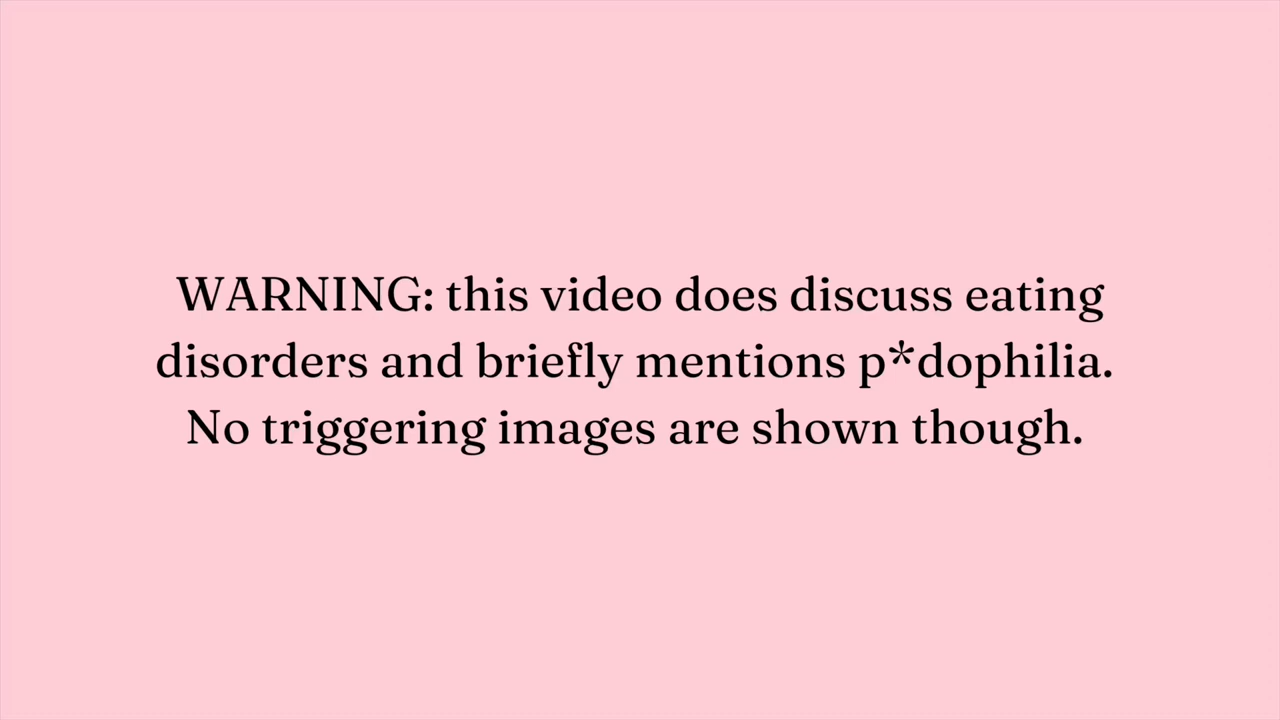 WARNING: this video does discuss eating
disorders and briefly mentions p*dophilia.
No triggering images are shown though.